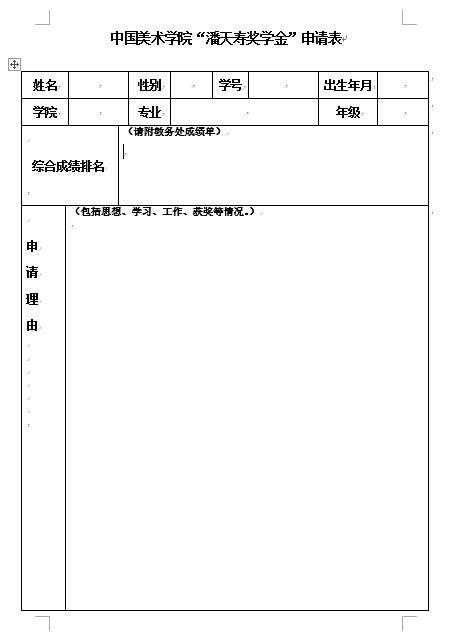 中国美术学院“潘天寿奖学金”申请表
姓名 性别 学号 出生年月
学院 专业 年级
（请附教务处成绩单）
综合成绩排名
（包括思想、学习、工作、获奖等情况。）
申
请
理
由